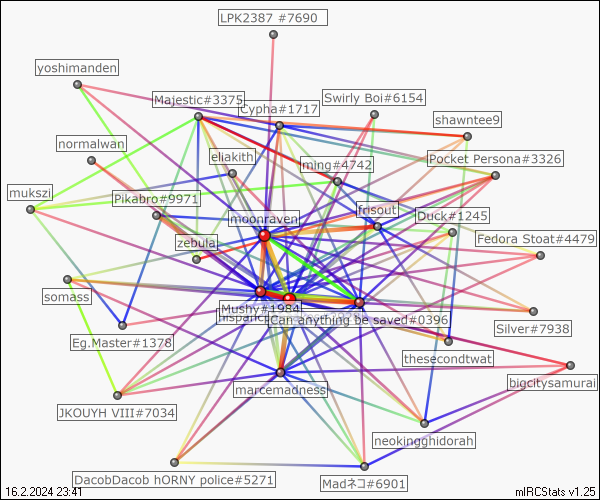 LPK2387 #7690
yoshimanden
Majestic#3375
Cypha#1717
Swirly Boi#6154
shawntee9
normalwan
eliakith
ming#4742
Pocket Persona#3326
mukszi
Pikabro#9971
moonraven
frisout
Duck#1245
zebula
Fedora Stoat#4479
somass
Mushy#1984
Can anything be saved#0396
Silver#7938
Eg.Master#1378
thesecondtwat
marcemadness
bigcitysamurai
JKOUYH VIII#7034
neokingghidorah
DacobDacob hORNY police#5271
Madネコ#6901
16.2.2024 23:41
mIRCStats v1.25